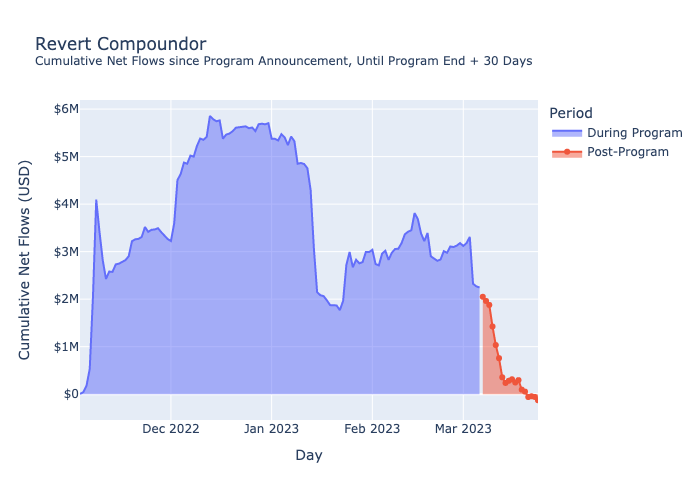 Revert Compoundor
Cumulative Net Flows since Program Announcement, Until Program End + 30 Days
Period
During Program
Post-Program
Cumulative Net Flows (USD)
$6M
$5M
$4M
$3M
$2M
$1M
$0
Dec 2022
Jan 2023
Feb 2023
Mar 2023
Day